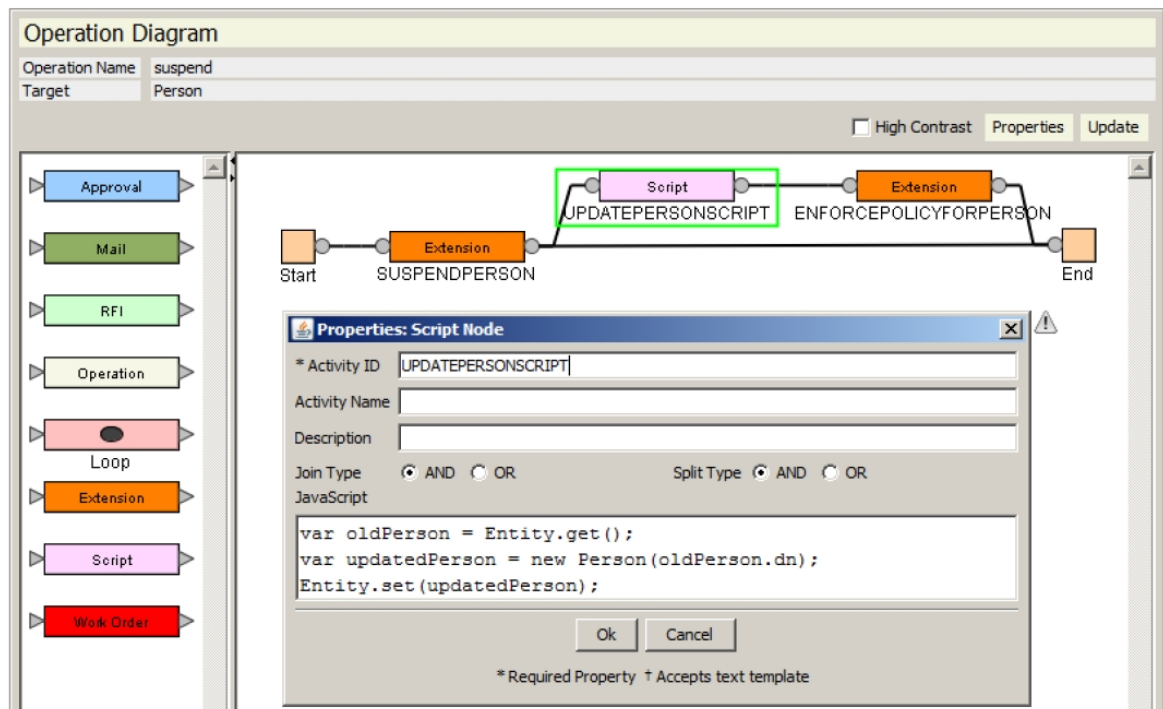 Operation Diagram
Operation Name suspend
Target Person
High Contrast Properties Update
Approval
Mail
RFI
Operation
Loop
Extension
Script
Work Order
Script Extension
UPDATEPERSONSCRIPT ENFORCEPOLICYFORPERSON
Extension
Start SUSPENDPERSON End
Properties: Script Node
* Activity ID UPDATEPERSONSCRIPT
Activity Name
Description
Join Type AND OR Split Type AND OR
JavaScript
var oldPerson = Entity.get();
var updatedPerson = new Person(oldPerson.dn);
Entity.set(updatedPerson);
Ok Cancel
* Required Property † Accepts text template